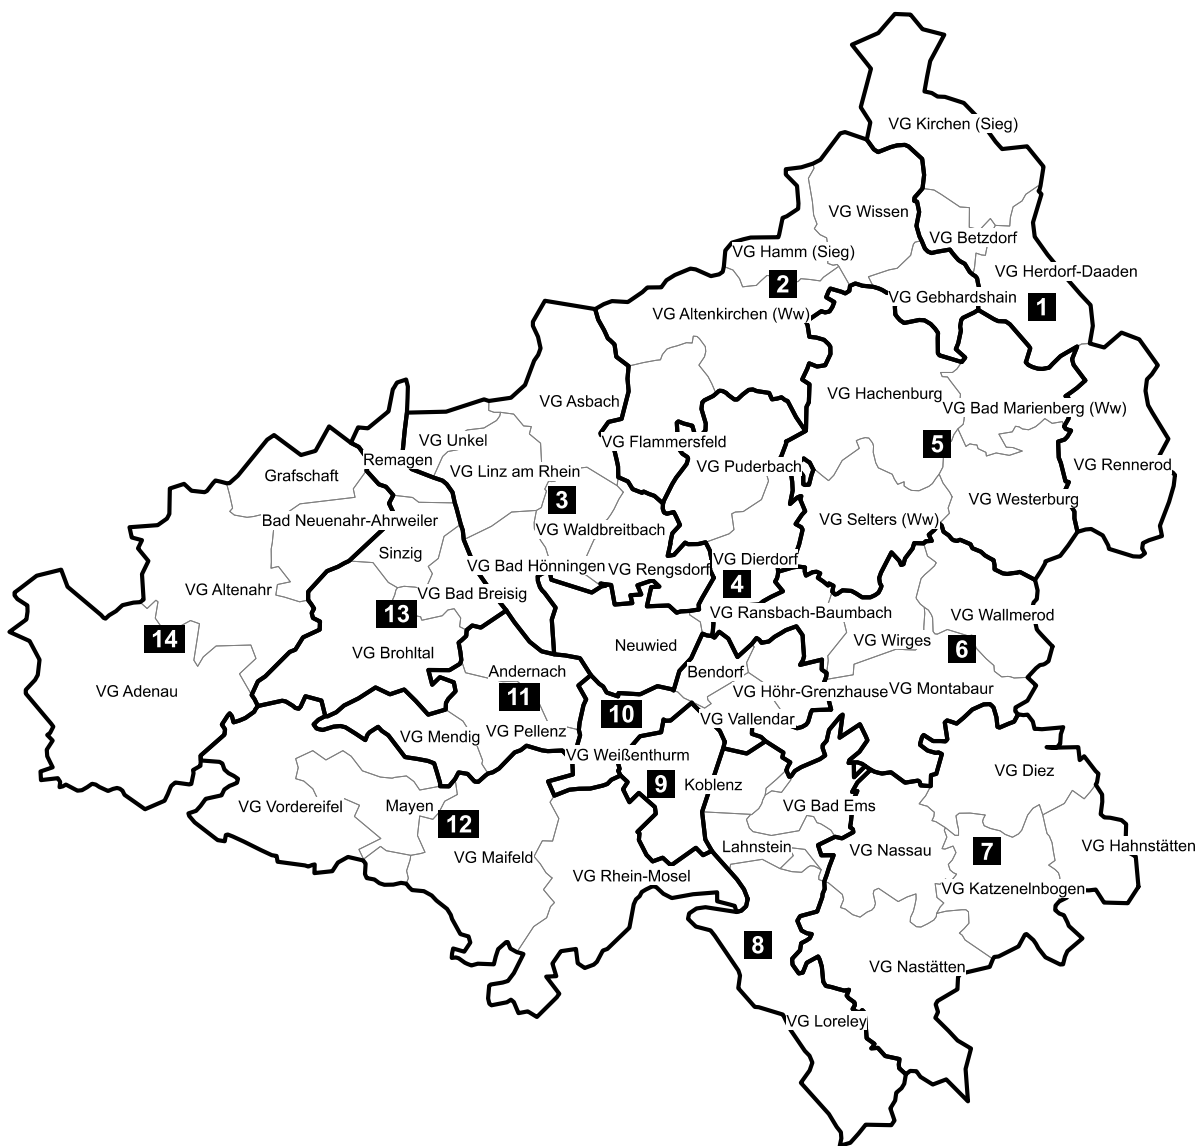 VG Kirchen (Sieg)
VG Wissen
VG Betzdorf
VG Hamm (Sieg)
VG Herdorf-Daaden
2
VG Gebhardshain
1
VG Altenkirchen (Ww)
VG Hachenburg
VG Asbach
VG Bad Marienberg (Ww)
VG Unkel
VG Flammersfeld
5
Remagen
VG Puderbach
VG Rennerod
Grafschaft
VG Linz am Rhein
3
VG Westerburg
Bad Neuenahr-Ahrweiler
VG Waldbreitbach
VG Selters (Ww)
Sinzig
VG Bad Hönningen
VG Rengsdorf
VG Dierdorf
4
VG Altenahr
VG Bad Breisig
13
VG Ransbach-Baumbach
VG Wallmerod
14
VG Brohltal
Neuwied
VG Wirges
6
Andernach
Bendorf
VG Adenau
11
VG Höhr-Grenzhause
VG Montabaur
10
VG Mendig
VG Pellenz
VG Vallendar
VG Weißenthurm
VG Diez
9
Koblenz
VG Vordereifel
Mayen
VG Bad Ems
12
Lahnstein
VG Nassau
7
VG Hahnstätten
VG Maifeld
VG Rhein-Mosel
VG Katzenelnbogen
8
VG Nastätten
VG Loreley